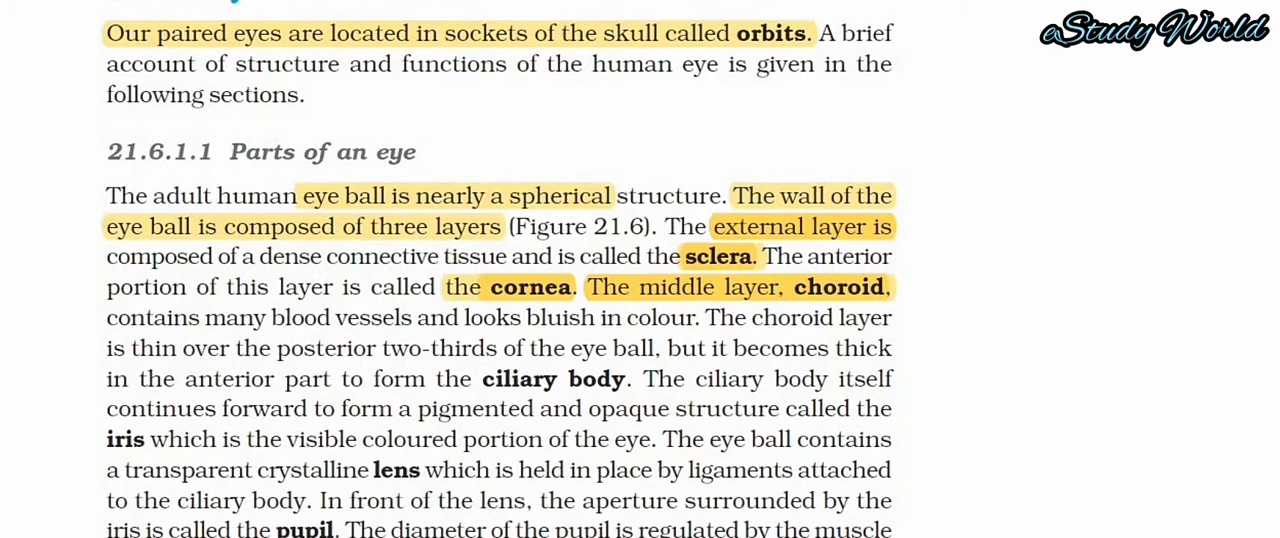 eStudy World
Our paired eyes are located in sockets of the skull called orbits. A brief
account of structure and functions of the human eye is given in the
following sections.
21.6.1.1 Parts of an eye
The adult human eye ball is nearly a spherical structure. The wall of the
eye ball is composed of three layers (Figure 21.6). The external layer is
composed of a dense connective tissue and is called the sclera. The anterior
portion of this layer is called the cornea. The middle layer, choroid,
contains many blood vessels and looks bluish in colour. The choroid layer
is thin over the posterior two-thirds of the eye ball, but it becomes thick
in the anterior part to form the ciliary body. The ciliary body itself
continues forward to form a pigmented and opaque structure called the
iris which is the visible coloured portion of the eye. The eye ball contains
a transparent crystalline lens which is held in place by ligaments attached
to the ciliary body. In front of the lens, the aperture surrounded by the
iris is called the pupil. The diameter of the pupil is regulated by the muscle